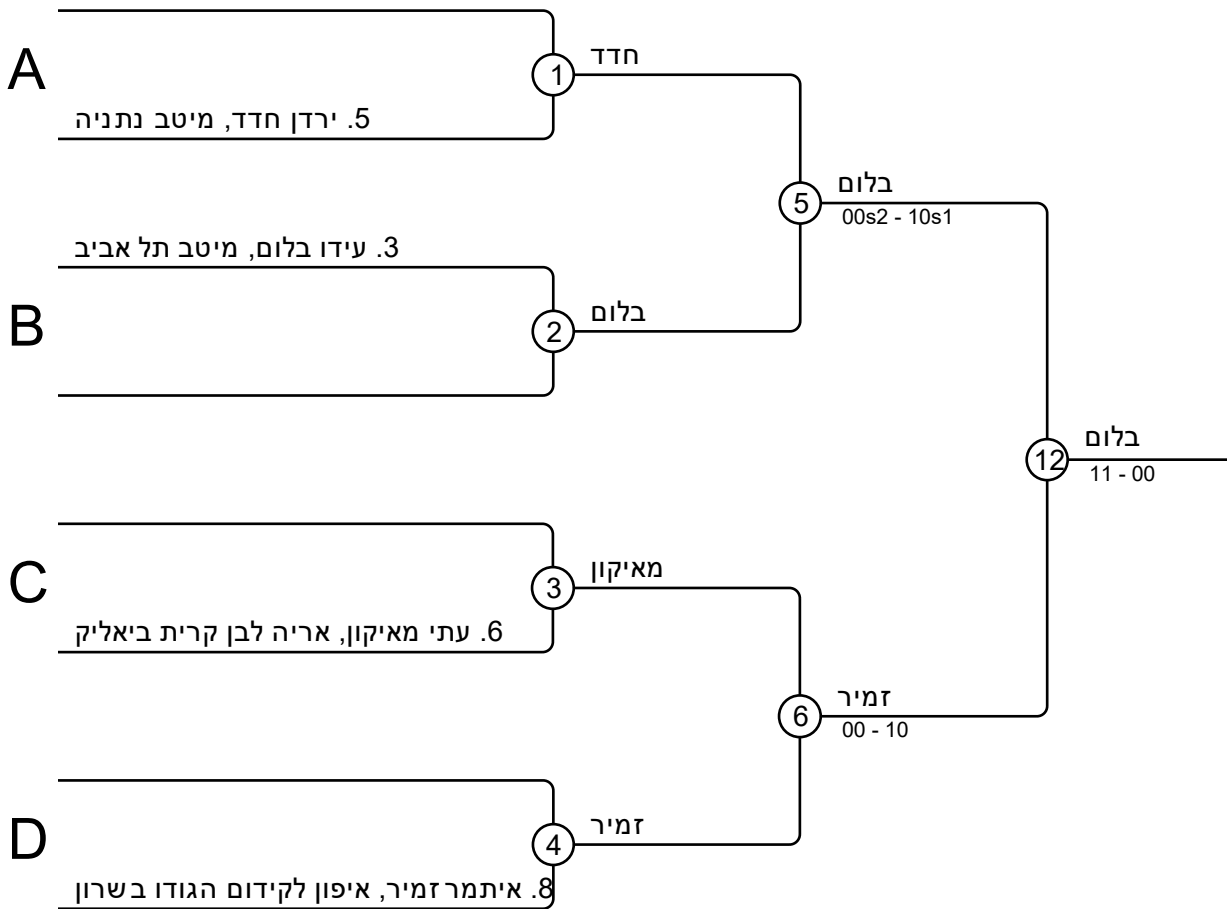 A
1
חדד
5. ירדן חדד, מיטב נתניה
5
בלום
00s2 - 10s1
3. עידו בלום, מיטב תל אביב
B
2
בלום
12
בלום
11 - 00
C
3
מאיקון
6. עתי מאיקון, אריה לבן קרית ביאליק
6
זמיר
00 - 10
D
4
זמיר
8. איתמר זמיר, איפון לקידום הגודו בשרון